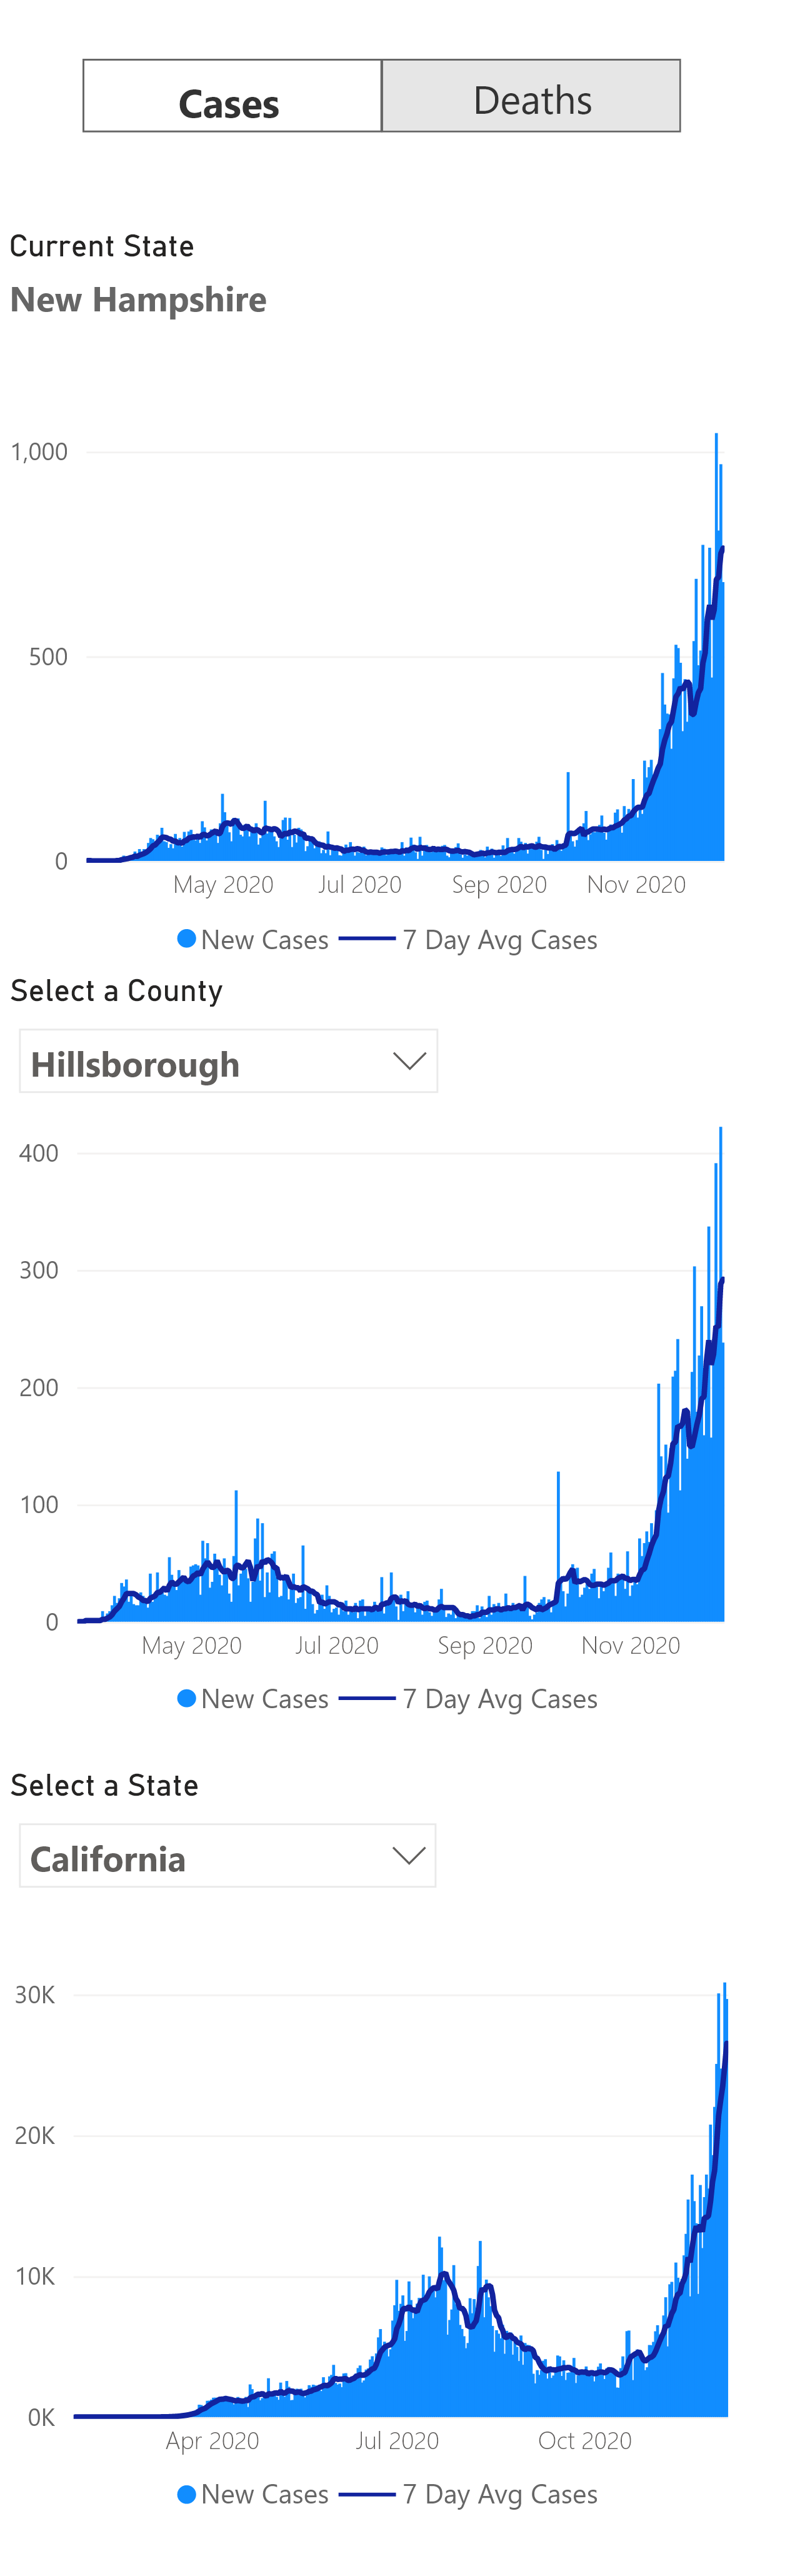 Cases Deaths
Current State
New Hampshire
1,000
500
0
May 2020 Jul 2020 Sep 2020 Nov 2020
New Cases 7 Day Avg Cases
Select a County
Hillsborough
400
300
200
100
0
May 2020 Jul 2020 Sep 2020 Nov 2020
New Cases 7 Day Avg Cases
Select a State
California
30K
20K
10K
0K
Apr 2020 Jul 2020 Oct 2020
New Cases 7 Day Avg Cases